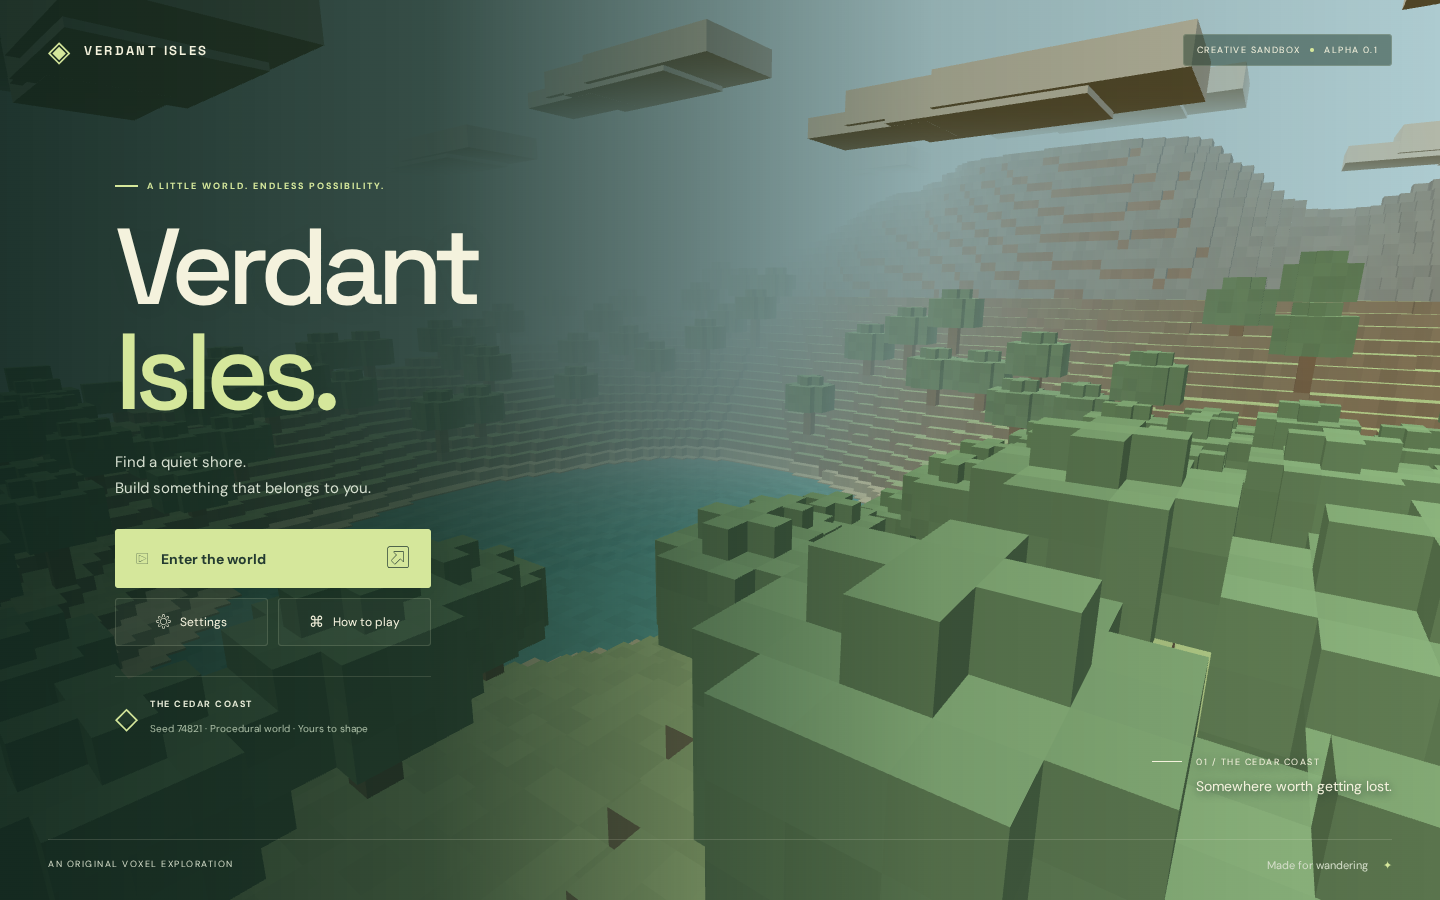 VERDANT ISLES
CREATIVE SANDBOX • ALPHA 0.1
A LITTLE WORLD. ENDLESS POSSIBILITY.
Verdant
Isles.
Find a quiet shore.
Build something that belongs to you.
Enter the world
Settings
How to play
THE CEDAR COAST
Seed 74821 · Procedural world · Yours to shape
01 / THE CEDAR COAST
Somewhere worth getting lost.
AN ORIGINAL VOXEL EXPLORATION
Made for wandering